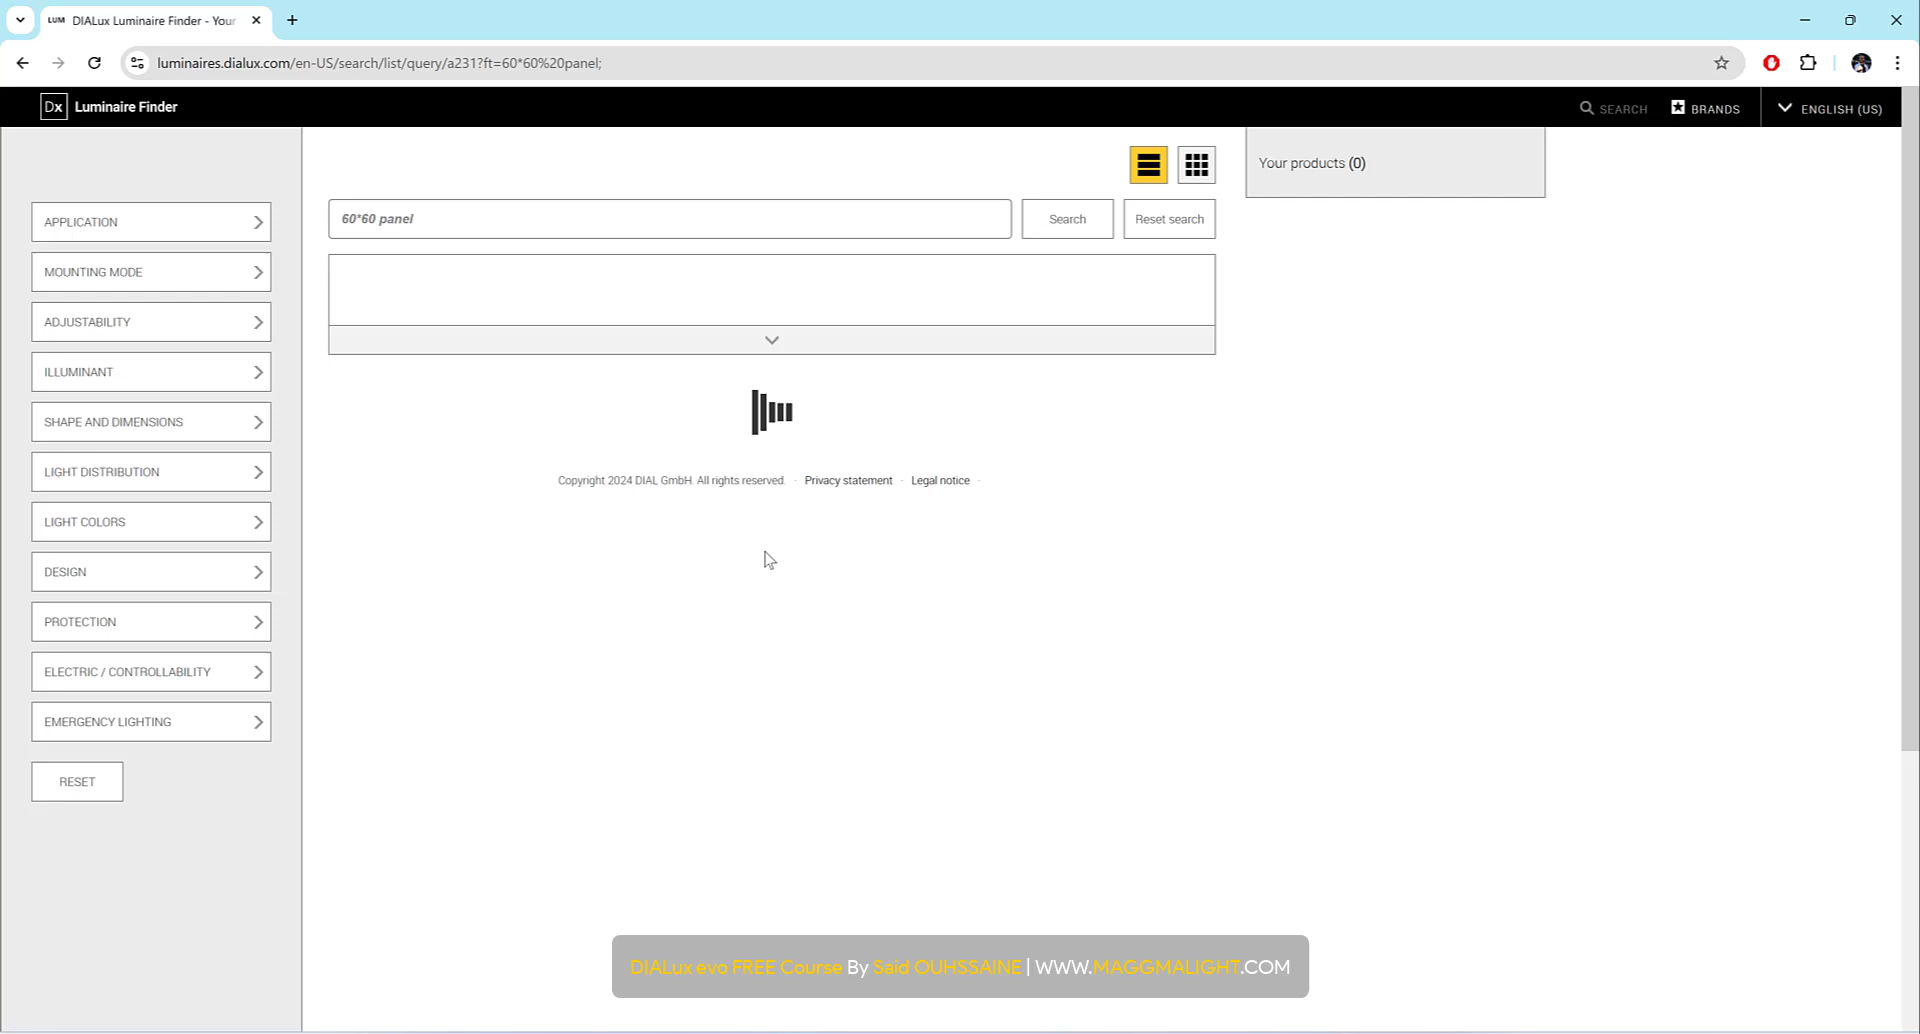 LUM DIALux Luminaire Finder - Your
luminaires.dialux.com/en-US/search/list/query/a231?ft=60*60%20panel;
Dx Luminaire Finder
SEARCH
BRANDS
ENGLISH (US)
Your products (0)
60*60 panel
Search
Reset search
APPLICATION
MOUNTING MODE
ADJUSTABILITY
ILLUMINANT
SHAPE AND DIMENSIONS
LIGHT DISTRIBUTION
LIGHT COLORS
DESIGN
PROTECTION
ELECTRIC / CONTROLLABILITY
EMERGENCY LIGHTING
RESET
Copyright 2024 DIAL GmbH. All rights reserved. - Privacy statement - Legal notice -
DIALux evo FREE Course By Said OUHSSAINE | WWW.MAGGMALIGHT.COM